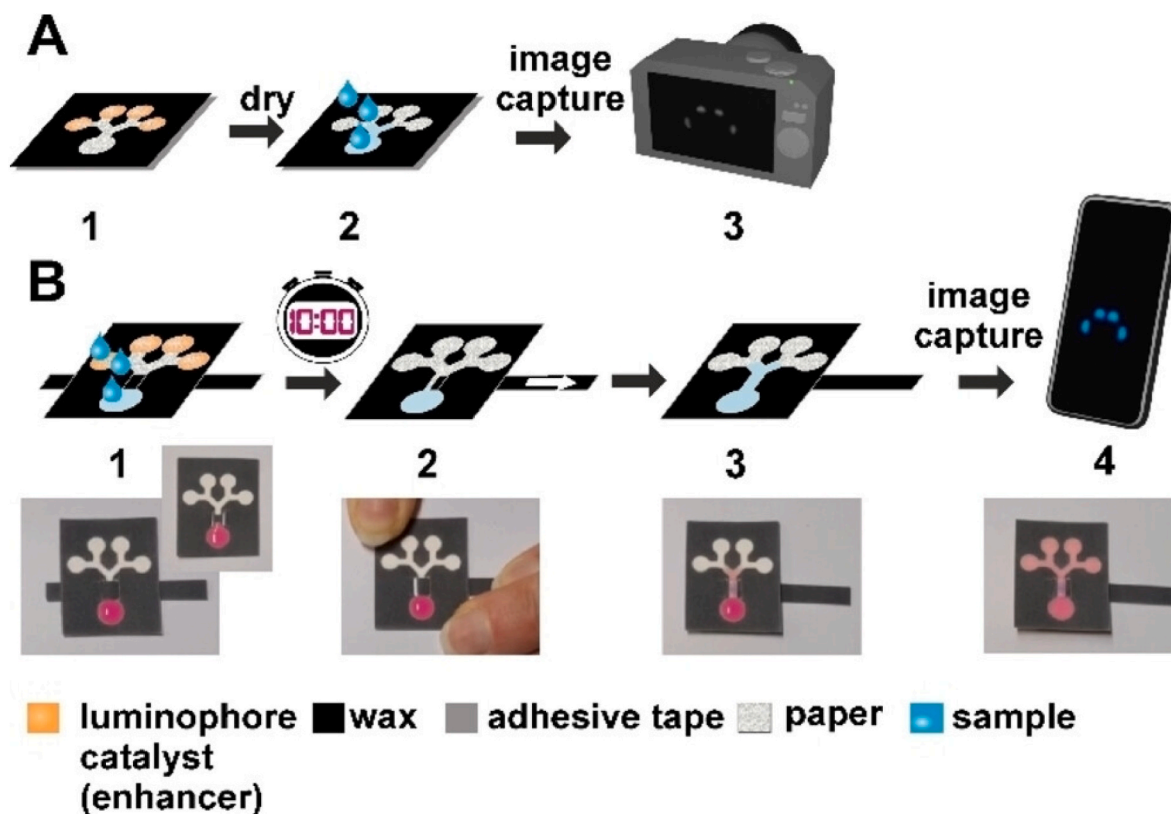 A
dry
image
capture
1
2
3
B
10:00
image
capture
1
2
3
4
luminophore
catalyst
(enhancer)
wax
adhesive tape
paper
sample